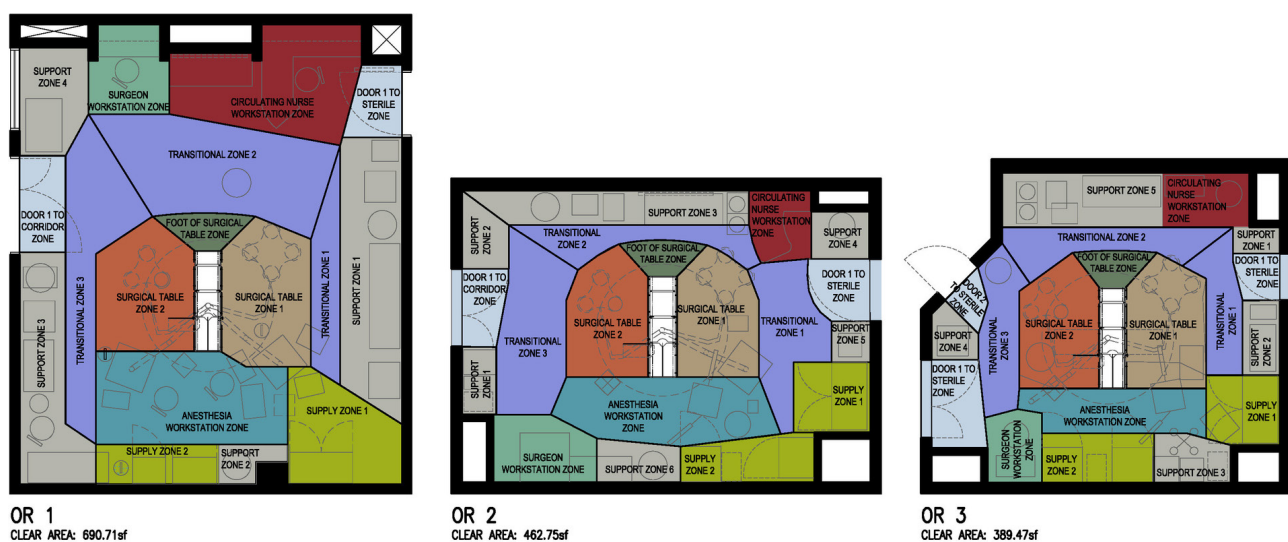 SUPPORT
ZONE 4
SURGEON
WORKSTATION ZONE
CIRCULATING NURSE
WORKSTATION ZONE
DOOR 1 TO
STERILE
ZONE
TRANSITIONAL ZONE 2
DOOR 1 TO
CORRIDOR
ZONE
FOOT OF SURGICAL
TABLE ZONE
SURGICAL TABLE
ZONE 2
SURGICAL TABLE
ZONE 1
TRANSITIONAL ZONE 1
SUPPORT ZONE 1
TRANSITIONAL ZONE 3
SUPPORT ZONE 3
ANESTHESIA
WORKSTATION
ZONE
SUPPLY ZONE 1
SUPPLY ZONE 2
SUPPORT
ZONE 2
OR 1
CLEAR AREA: 690.71sf
SUPPORT
ZONE 2
SUPPORT ZONE 3
CIRCULATING
NURSE
WORKSTATION
ZONE
SUPPORT
ZONE 4
TRANSITIONAL
ZONE 2
FOOT OF SURGICAL
TABLE ZONE
DOOR 1 TO
CORRIDOR
ZONE
DOOR 1 TO
STERILE
ZONE
SURGICAL TABLE
ZONE 2
SURGICAL TABLE
ZONE 1
TRANSITIONAL
ZONE 1
SUPPORT
ZONE 5
TRANSITIONAL
ZONE 3
SUPPORT
ZONE 1
ANESTHESIA
WORKSTATION
ZONE
SUPPLY
ZONE 1
SURGEON
WORKSTATION ZONE
SUPPORT ZONE 6
SUPPLY
ZONE 2
OR 2
CLEAR AREA: 462.75sf
SUPPORT ZONE 5
CIRCULATING
NURSE
WORKSTATION
ZONE
TRANSITIONAL ZONE 2
SUPPORT
ZONE 1
FOOT OF SURGICAL
TABLE ZONE
DOOR 1
TO STERILE
ZONE
DOOR 2
TO STERILE
ZONE
SURGICAL TABLE
ZONE 2
SURGICAL TABLE
ZONE 1
TRANSITIONAL
ZONE 1
SUPPORT
ZONE 2
SUPPORT
ZONE 4
TRANSITIONAL
ZONE 3
DOOR 1 TO
STERILE
ZONE
ANESTHESIA
WORKSTATION
ZONE
SUPPLY
ZONE 1
SURGEON
WORKSTATION
ZONE
SUPPLY
ZONE 2
SUPPORT ZONE 3
OR 3
CLEAR AREA: 389.47sf